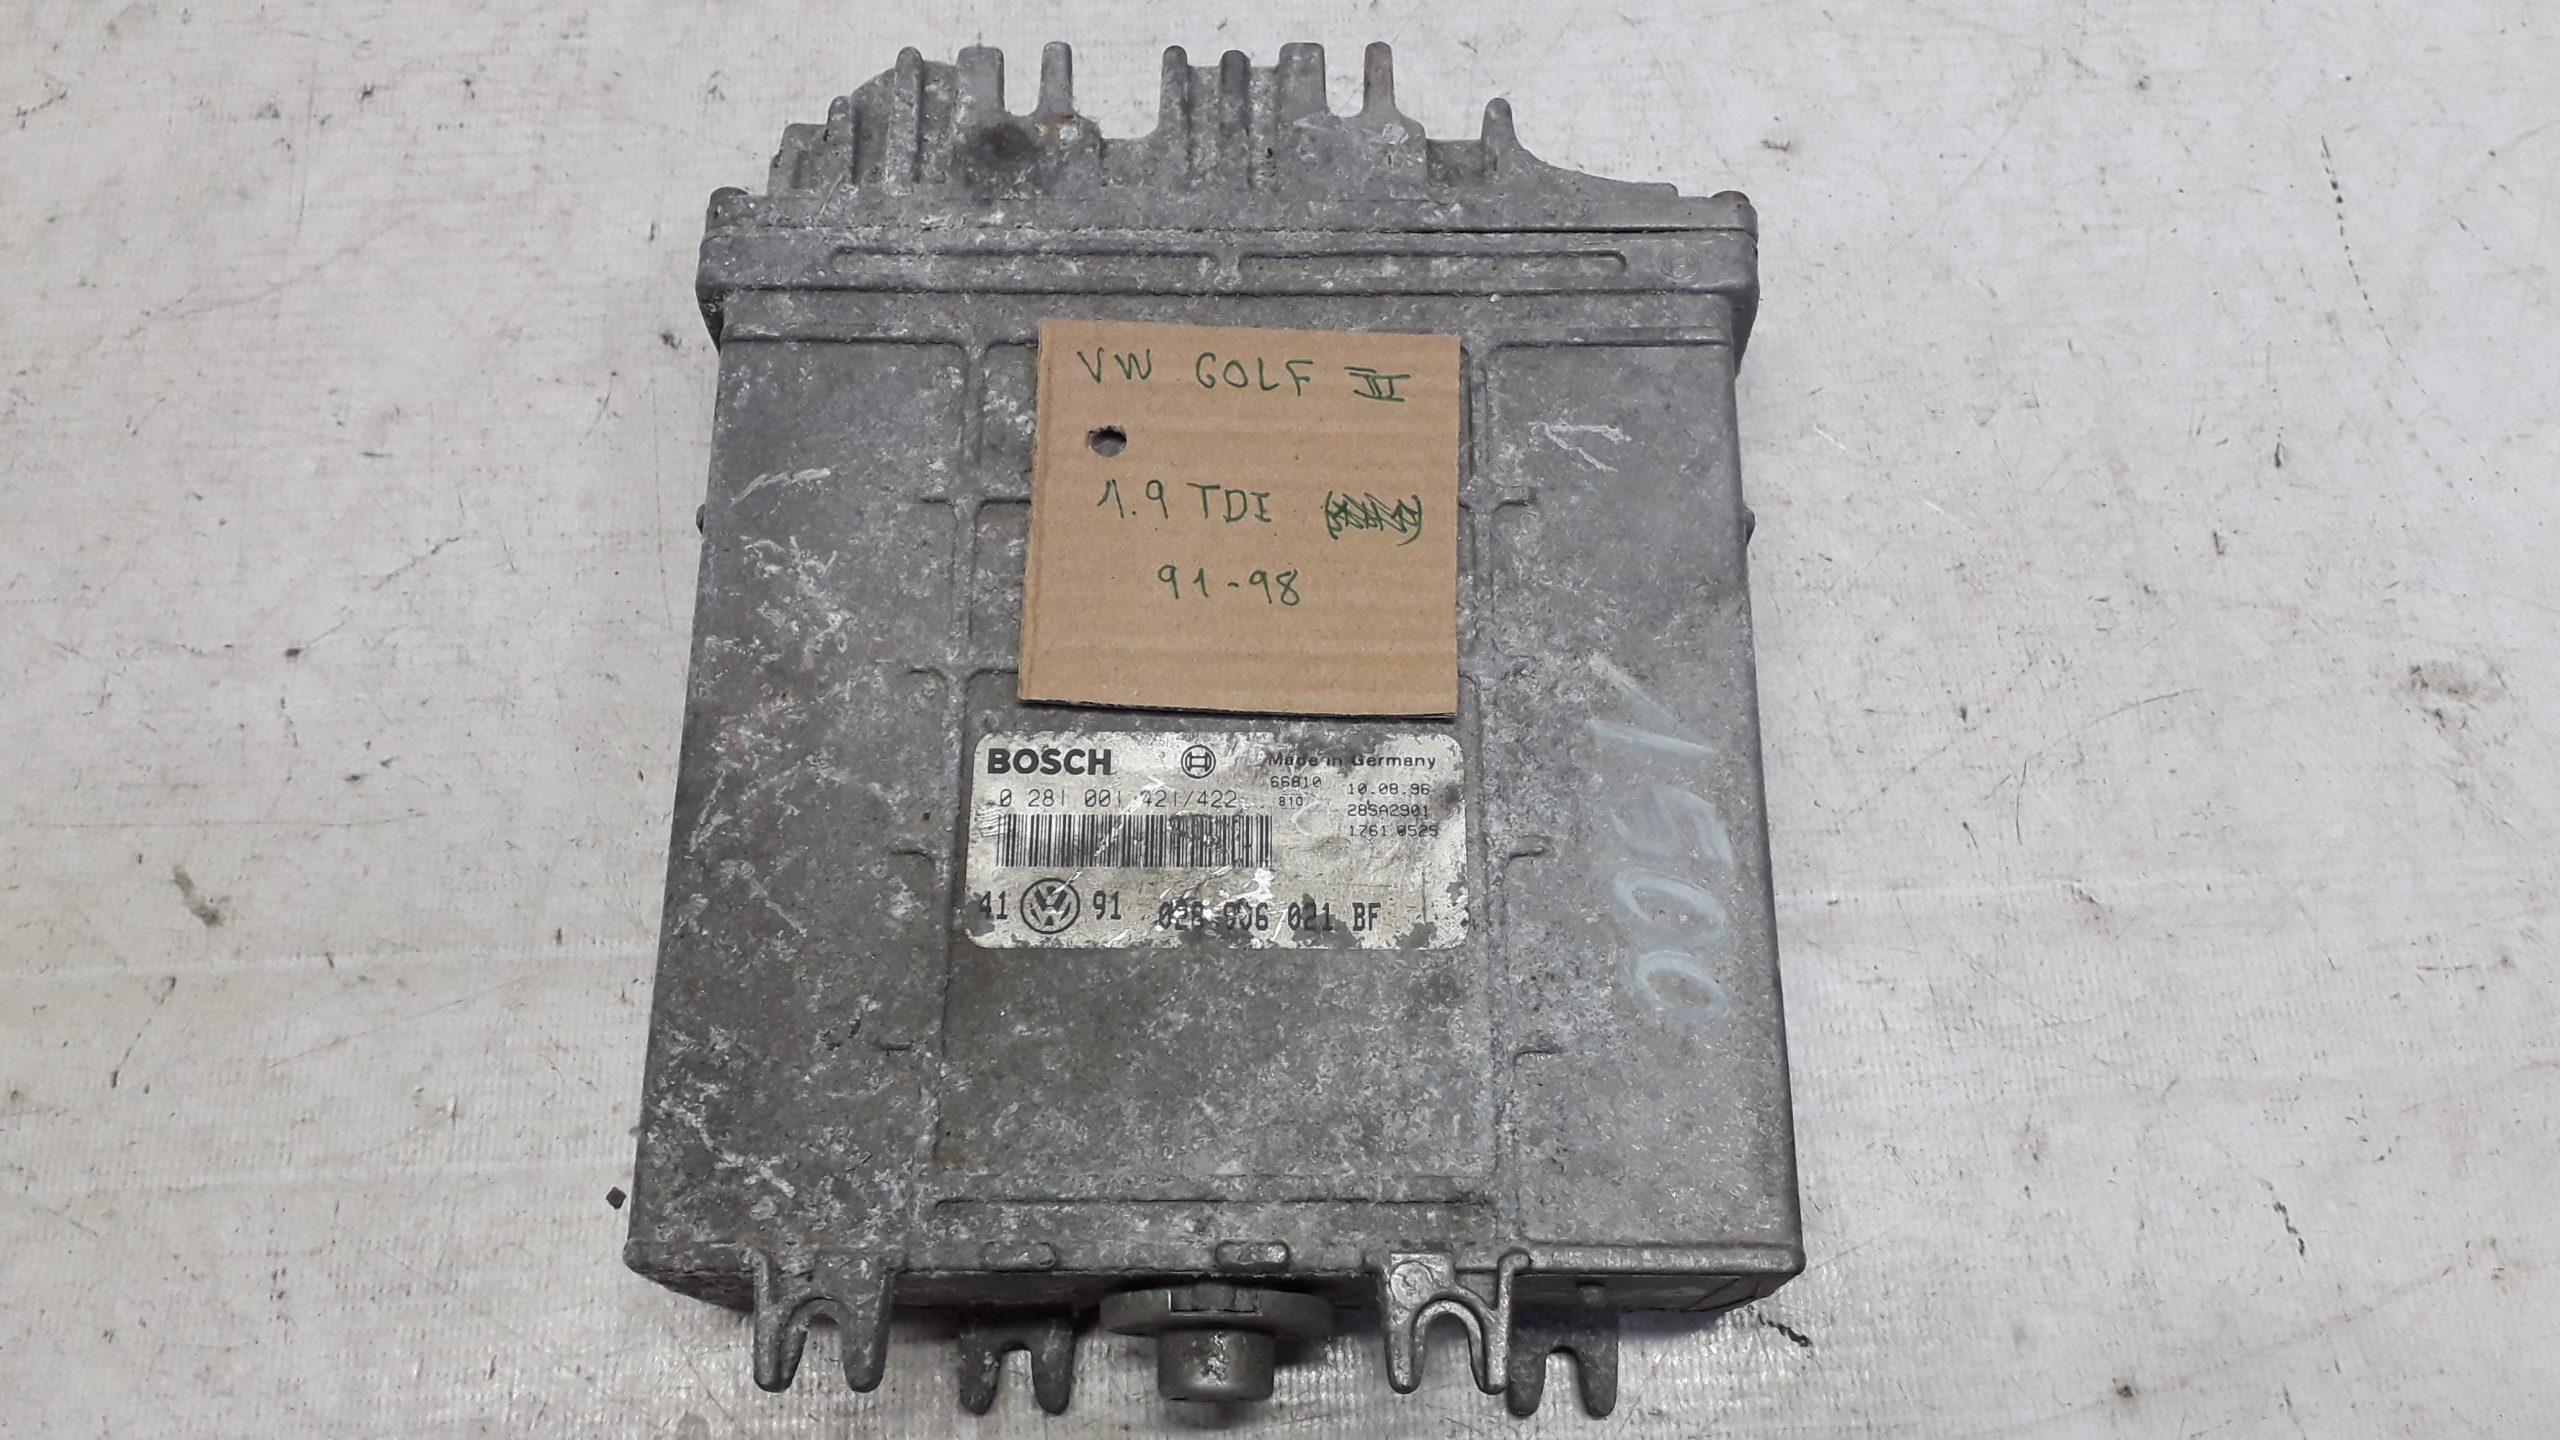 VW GOLF III
1.9 TDI
91-98
BOSCH
Made in Germany
0 281 001 421/422
66810
810
10.08.96
28SA2901
1761 0525
41 VW 91 028 906 021 BF
1500